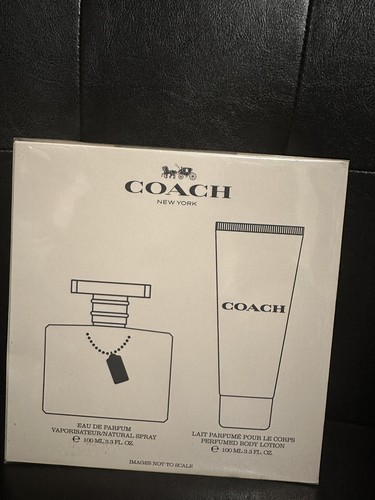 COACH
NEW YORK
COACH
EAU DE PARFUM
VAPORISATEUR/NATURAL SPRAY
℮ 100 ML 3.3 FL. OZ.
LAIT PARFUMÉ POUR LE CORPS
PERFUMED BODY LOTION
℮ 100 ML 3.3 FL. OZ.
IMAGES NOT TO SCALE